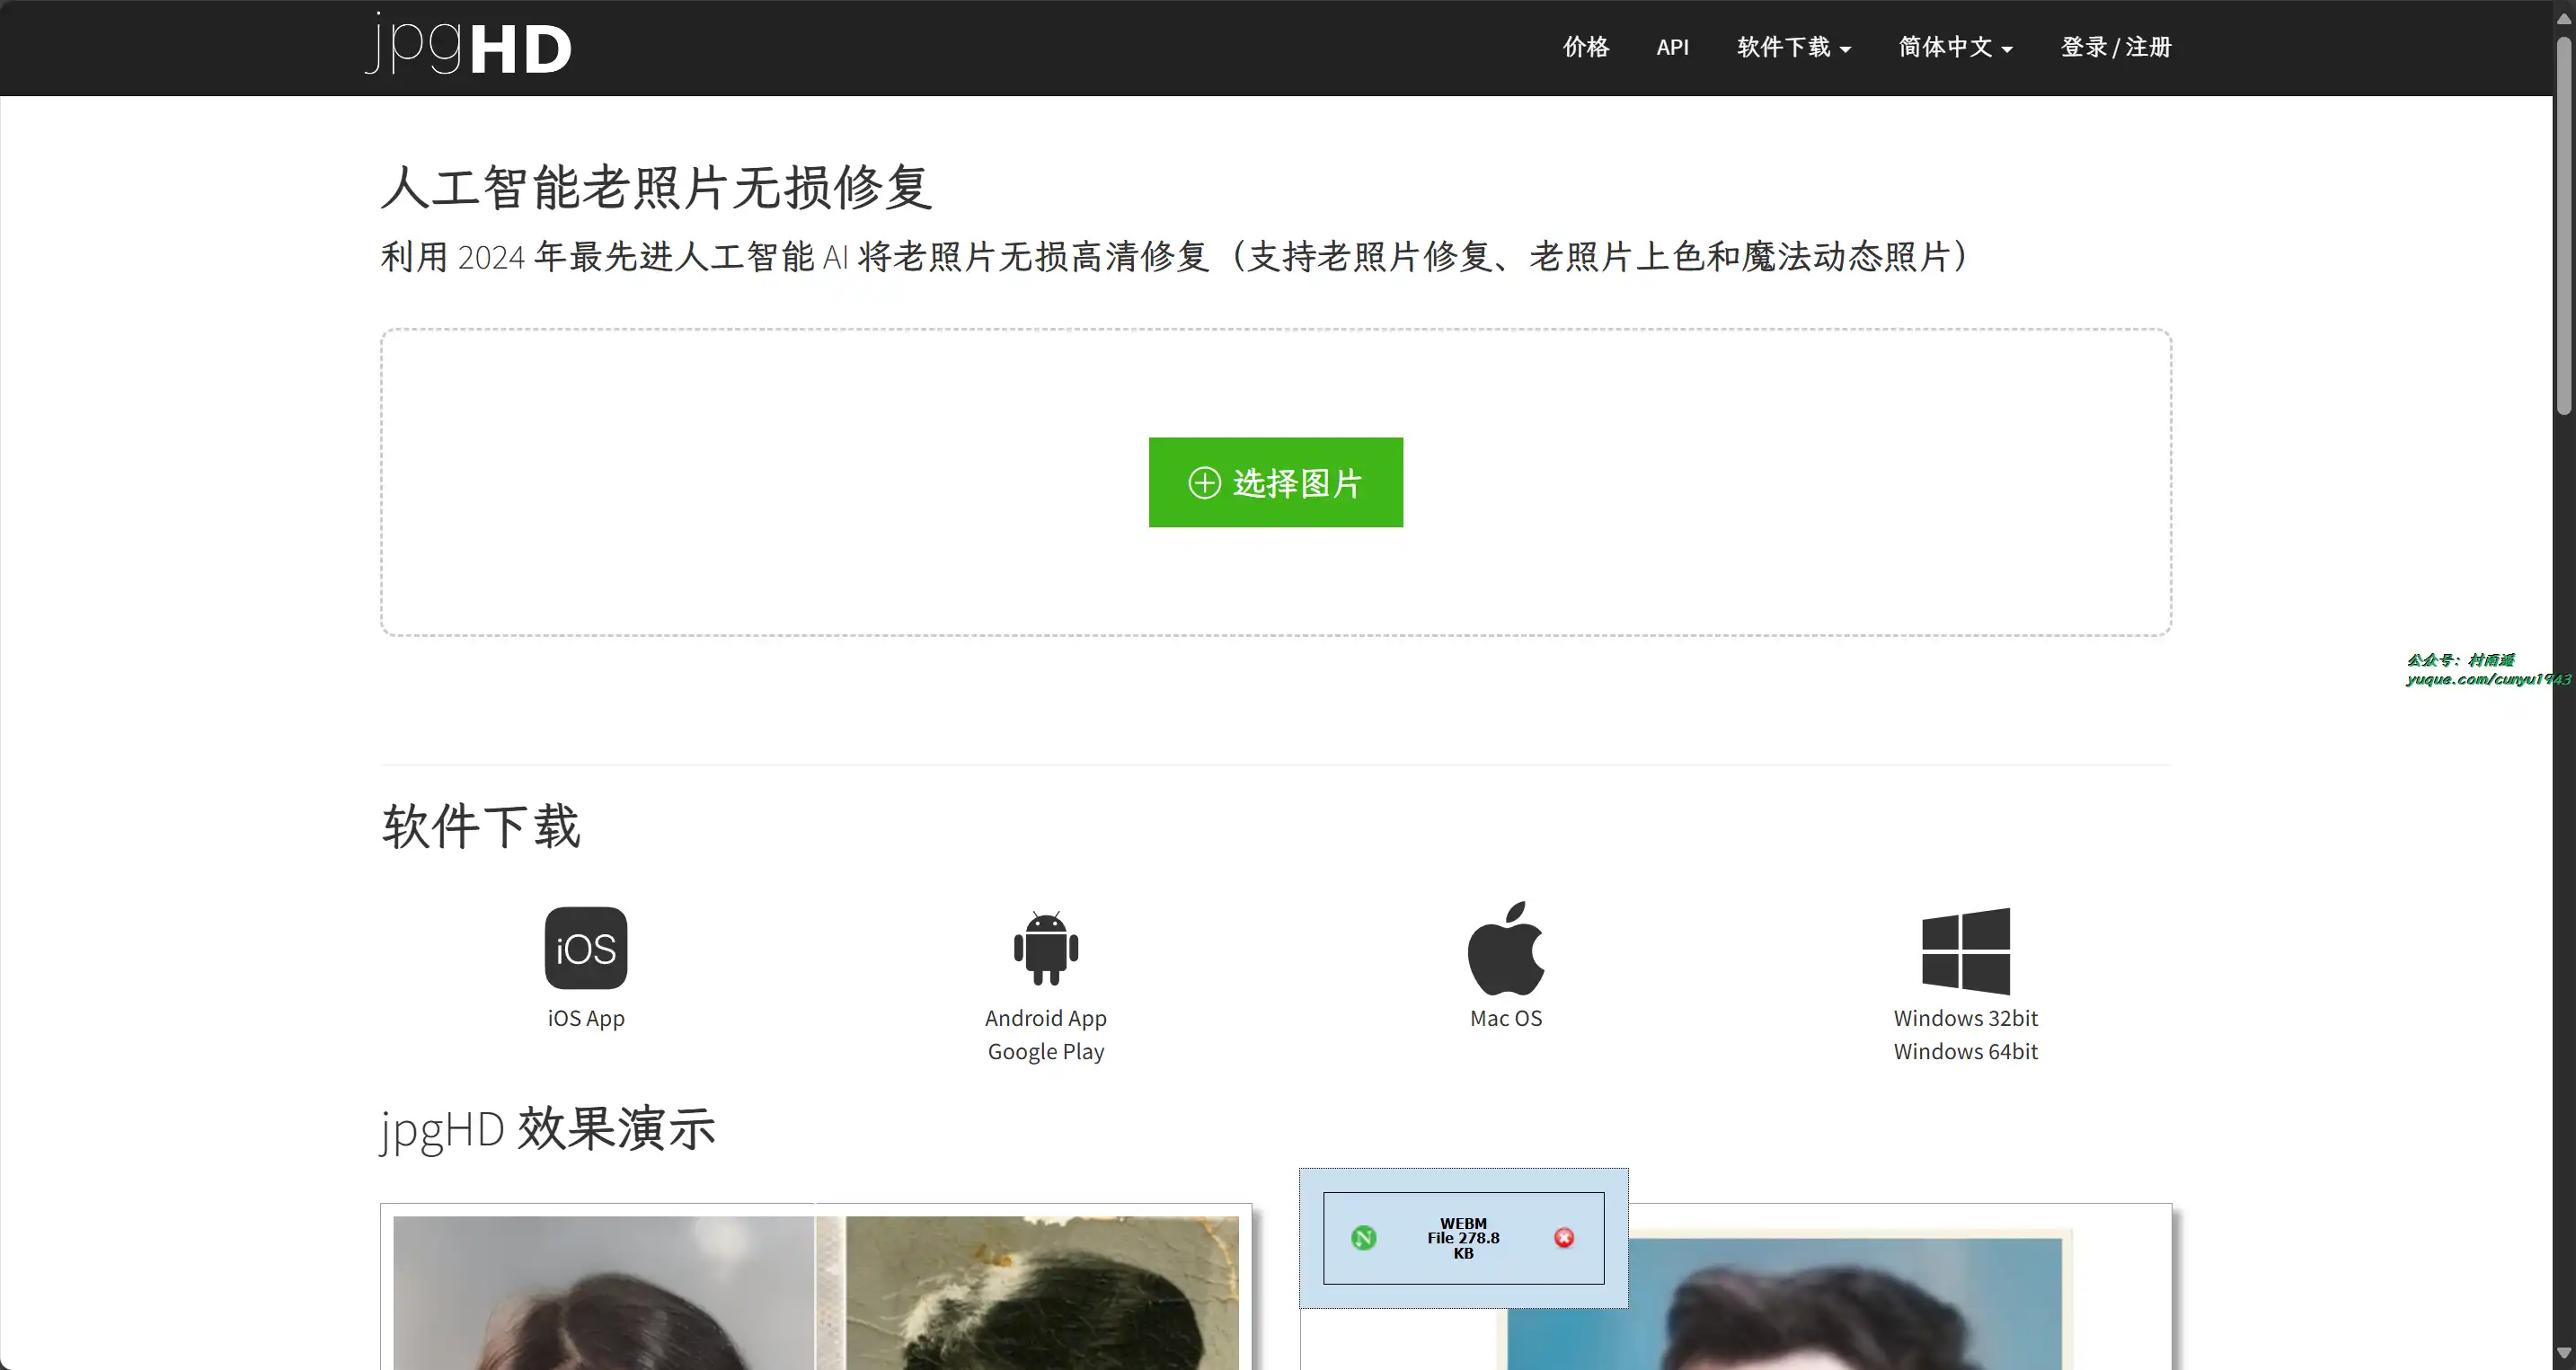 jpgHD
价格
API
软件下载
简体中文
登录 / 注册
人工智能老照片无损修复
利用 2024 年最先进人工智能 AI 将老照片无损高清修复（支持老照片修复、老照片上色和魔法动态照片）
选择图片
公众号：村雨遥
yuque.com/cunyu1943
软件下载
iOS
iOS App
Android App
Google Play
Mac OS
Windows 32bit
Windows 64bit
jpgHD 效果演示
N
WEBM
File 278.8
KB